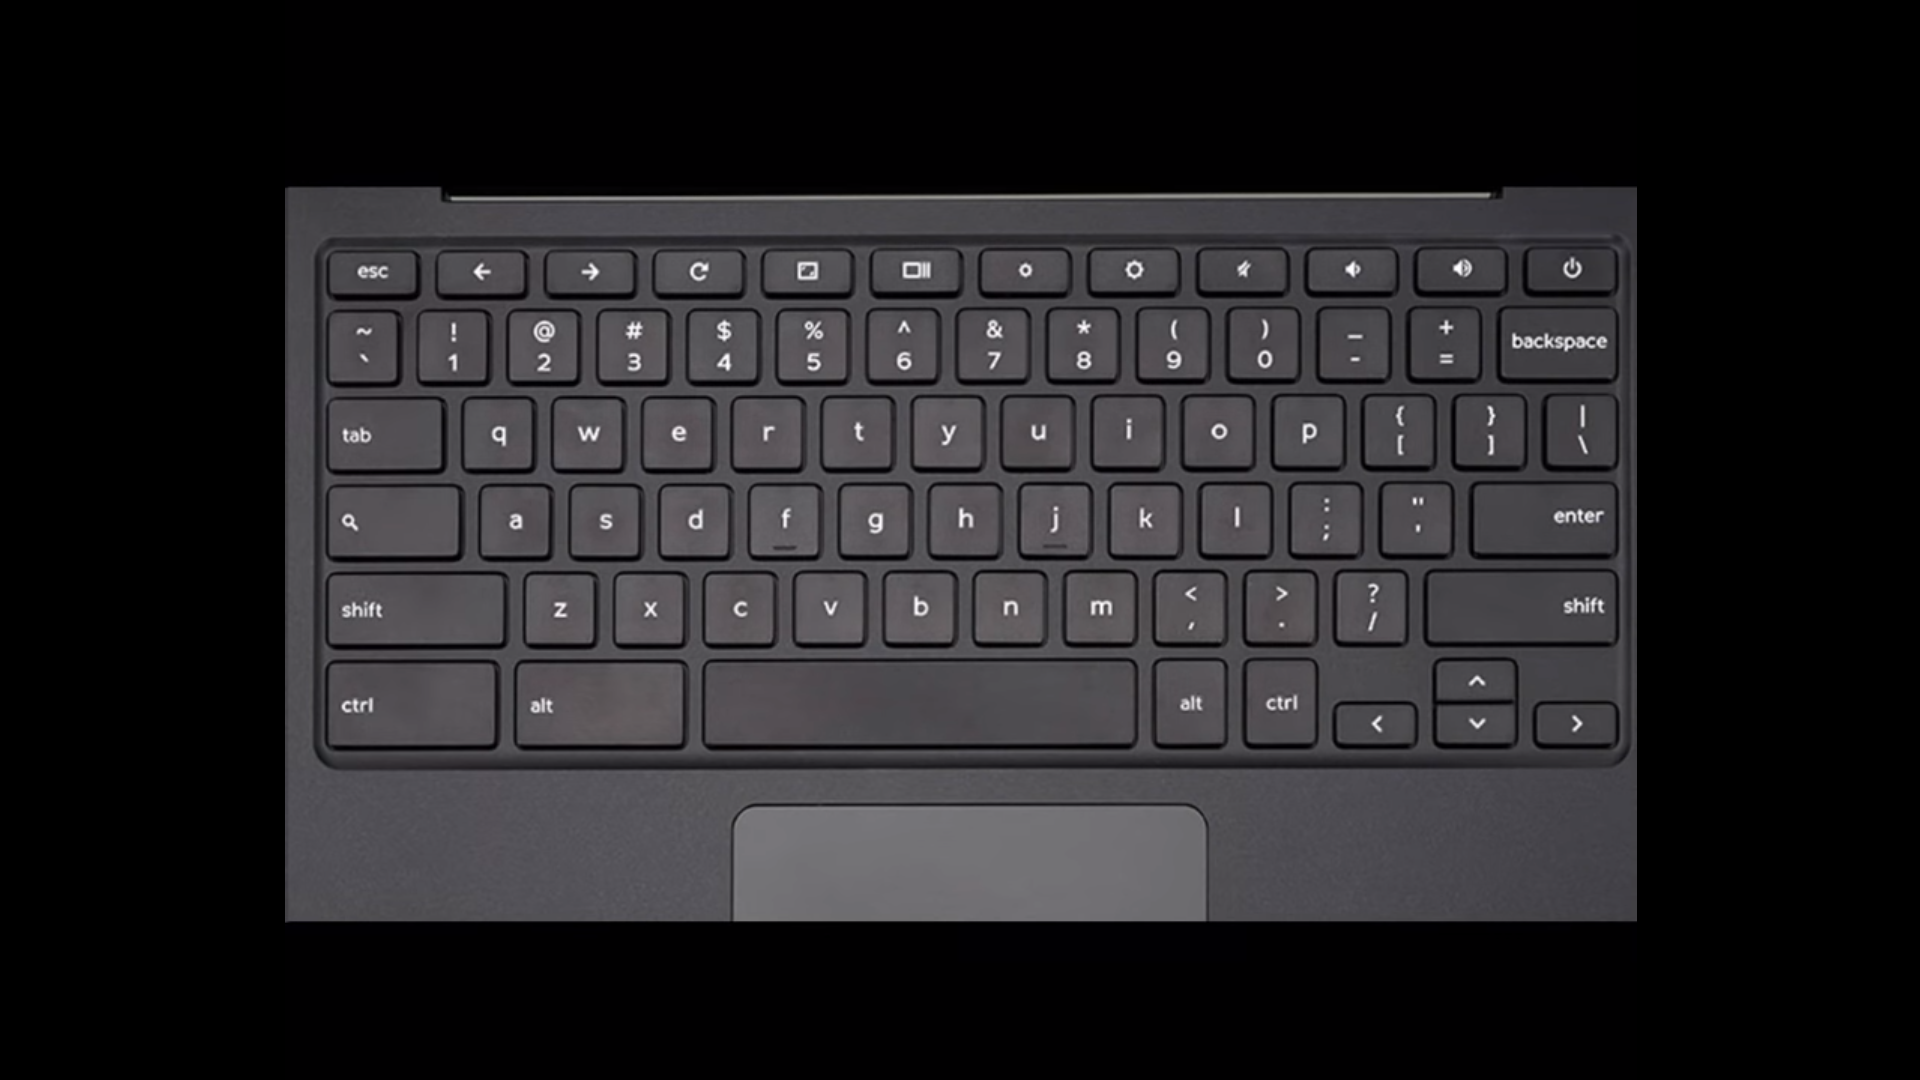 esc
~ ! @ # $ % ^ & * ( ) _ +
` 1 2 3 4 5 6 7 8 9 0 - = backspace
tab q w e r t y u i o p { [ } ] | \
a s d f g h j k l : ; " ' enter
shift z x c v b n m < , > . ? / shift
ctrl alt alt ctrl